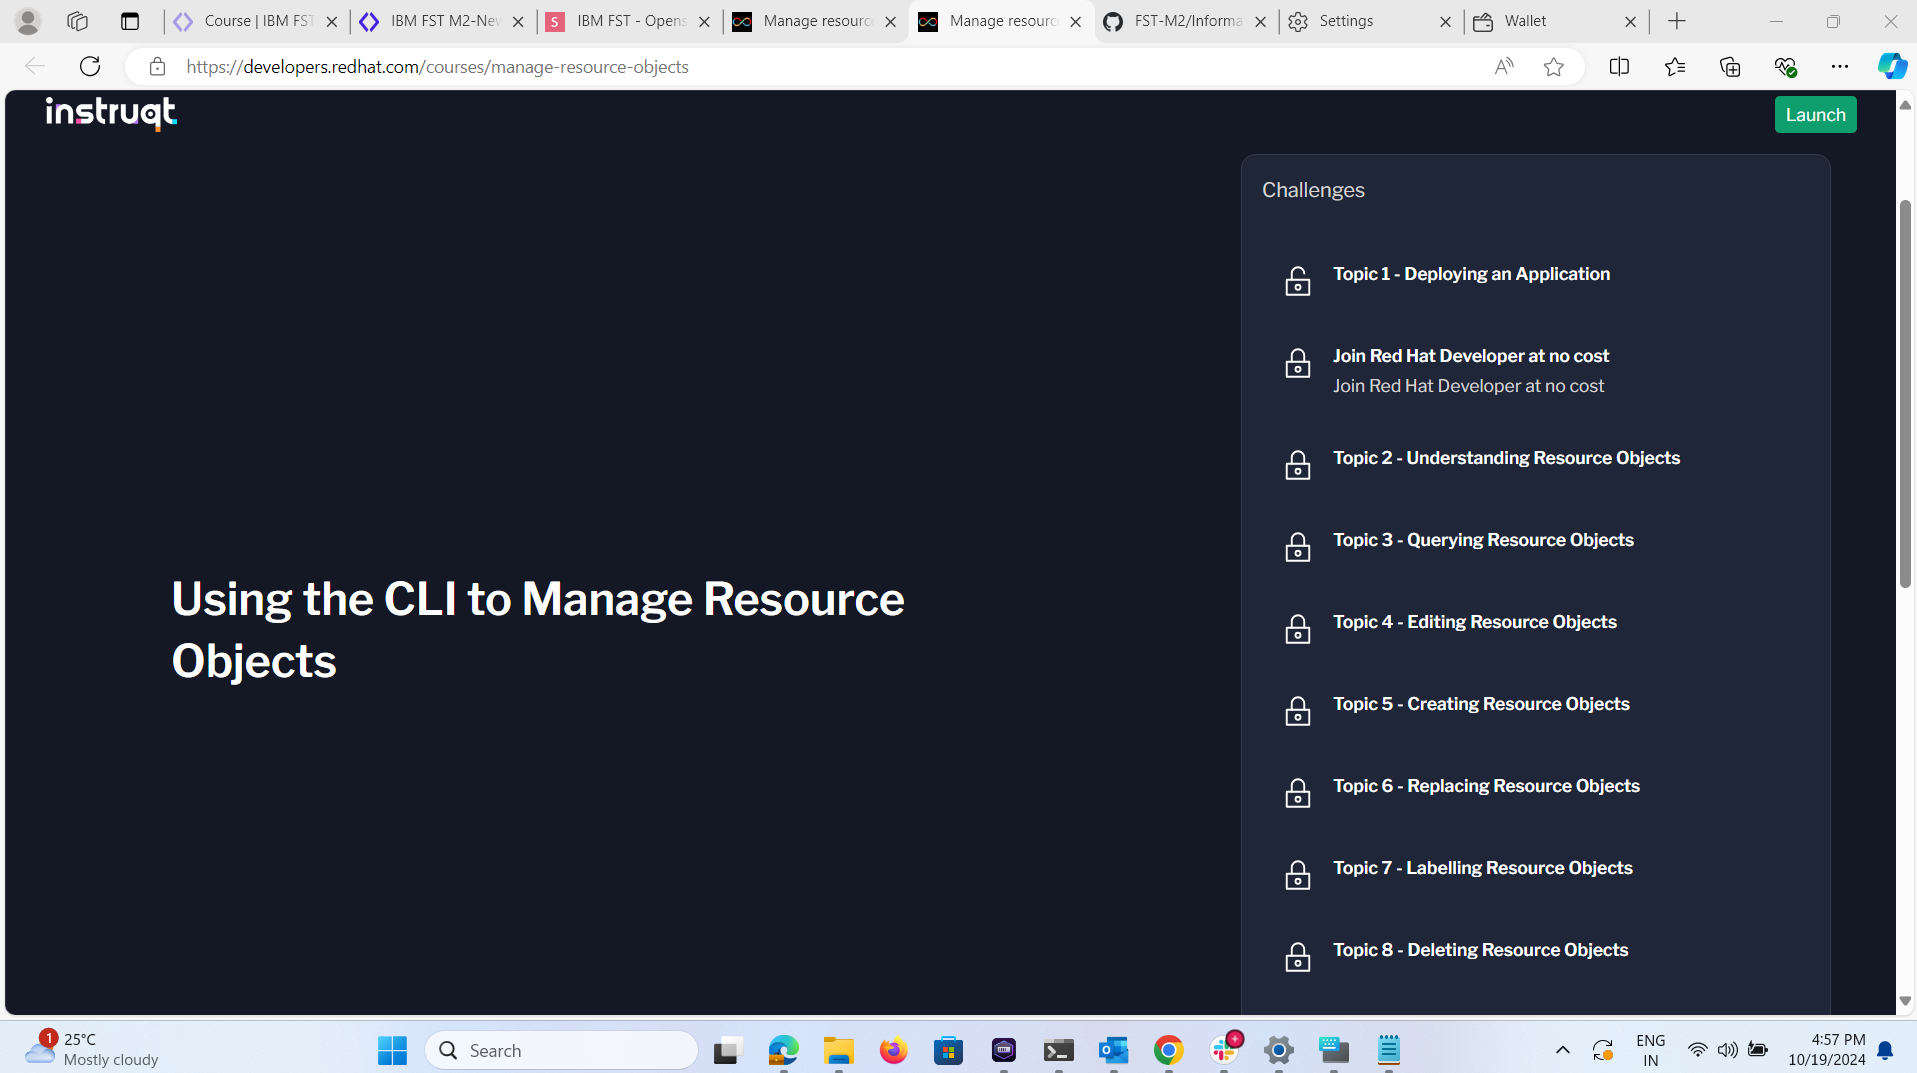 Course | IBM FST
IBM FST M2-New
IBM FST - Opens
Manage resource
Manage resource
FST-M2/Informa
Settings
Wallet
https://developers.redhat.com/courses/manage-resource-objects
instruqt
Launch
Challenges
Topic 1 - Deploying an Application
Join Red Hat Developer at no cost
Join Red Hat Developer at no cost
Topic 2 - Understanding Resource Objects
Topic 3 - Querying Resource Objects
Topic 4 - Editing Resource Objects
Using the CLI to Manage Resource
Objects
Topic 5 - Creating Resource Objects
Topic 6 - Replacing Resource Objects
Topic 7 - Labelling Resource Objects
Topic 8 - Deleting Resource Objects
1
25°C
Mostly cloudy
Search
ENG
IN
4:57 PM
10/19/2024